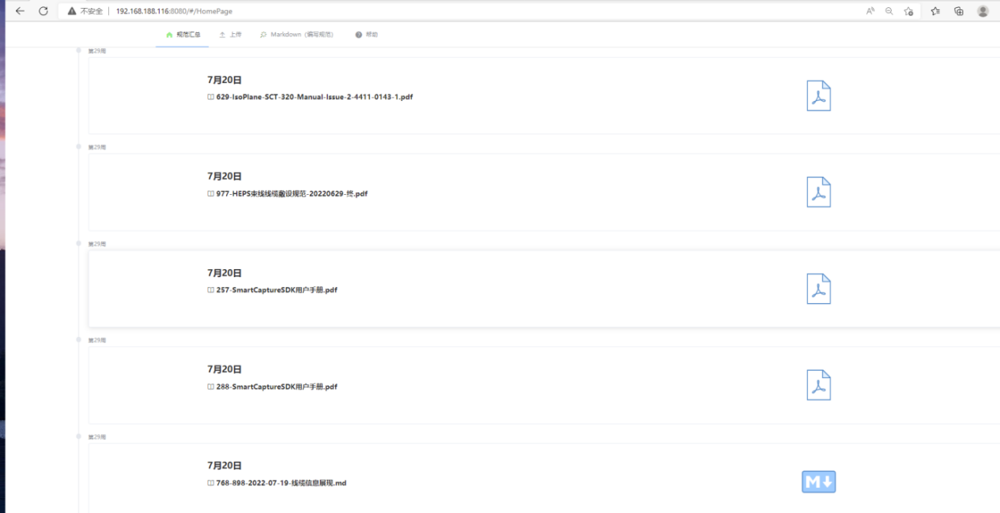 不安全 192.168.188.116:8080/#/HomePage
规范汇总 上传 Markdown (编写规范) 帮助
第29周
7月20日
629-IsoPlane-SCT-320-Manual-Issue-2-4411-0143-1.pdf
第29周
7月20日
977-HEPS束线线缆敷设规范-20220629-终.pdf
第29周
7月20日
257-SmartCaptureSDK用户手册.pdf
第29周
7月20日
288-SmartCaptureSDK用户手册.pdf
第29周
7月20日
768-898-2022-07-19-线缆信息展现.md
M